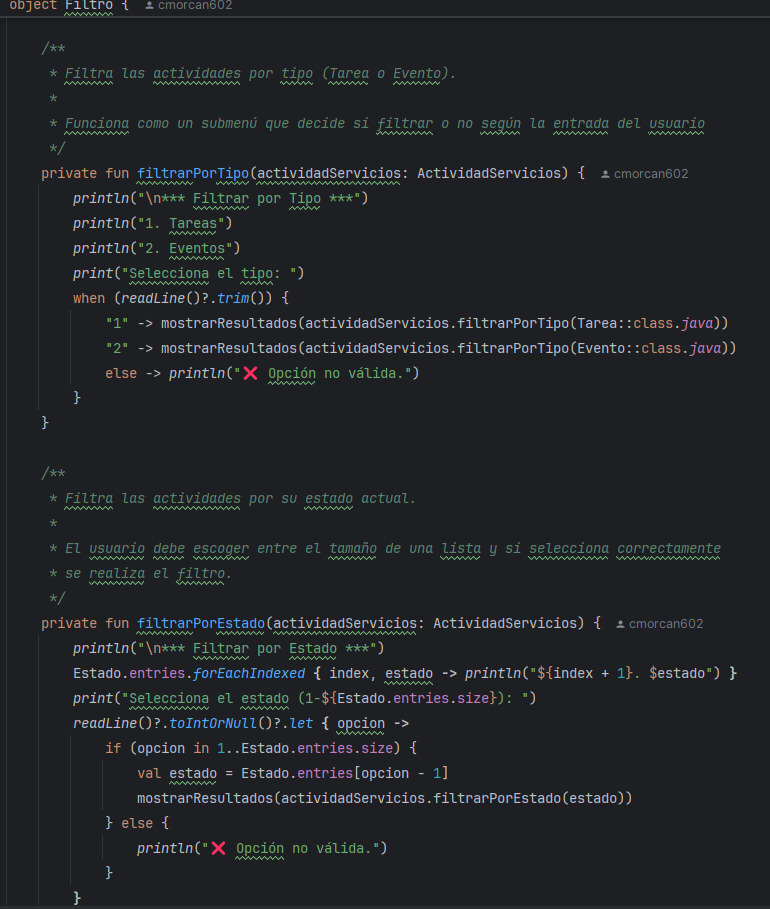 object Filtro {  cmorcan602
    /**
     * Filtra las actividades por tipo (Tarea o Evento).
     *
     * Funciona como un submenú que decide si filtrar o no según la entrada del usuario
     */
    private fun filtrarPorTipo(actividadServicios: ActividadServicios) {  cmorcan602
        println("\n*** Filtrar por Tipo ***")
        println("1. Tareas")
        println("2. Eventos")
        print("Selecciona el tipo: ")
        when (readLine()?.trim()) {
            "1" -> mostrarResultados(actividadServicios.filtrarPorTipo(Tarea::class.java))
            "2" -> mostrarResultados(actividadServicios.filtrarPorTipo(Evento::class.java))
            else -> println("❌ Opción no válida.")
        }
    }
    /**
     * Filtra las actividades por su estado actual.
     *
     * El usuario debe escoger entre el tamaño de una lista y si selecciona correctamente
     * se realiza el filtro.
     */
    private fun filtrarPorEstado(actividadServicios: ActividadServicios) {  cmorcan602
        println("\n*** Filtrar por Estado ***")
        Estado.entries.forEachIndexed { index, estado -> println("${index + 1}. $estado") }
        print("Selecciona el estado (1-${Estado.entries.size}): ")
        readLine()?.toIntOrNull()?.let { opcion ->
            if (opcion in 1..Estado.entries.size) {
                val estado = Estado.entries[opcion - 1]
                mostrarResultados(actividadServicios.filtrarPorEstado(estado))
            } else {
                println("❌ Opción no válida.")
            }
        }